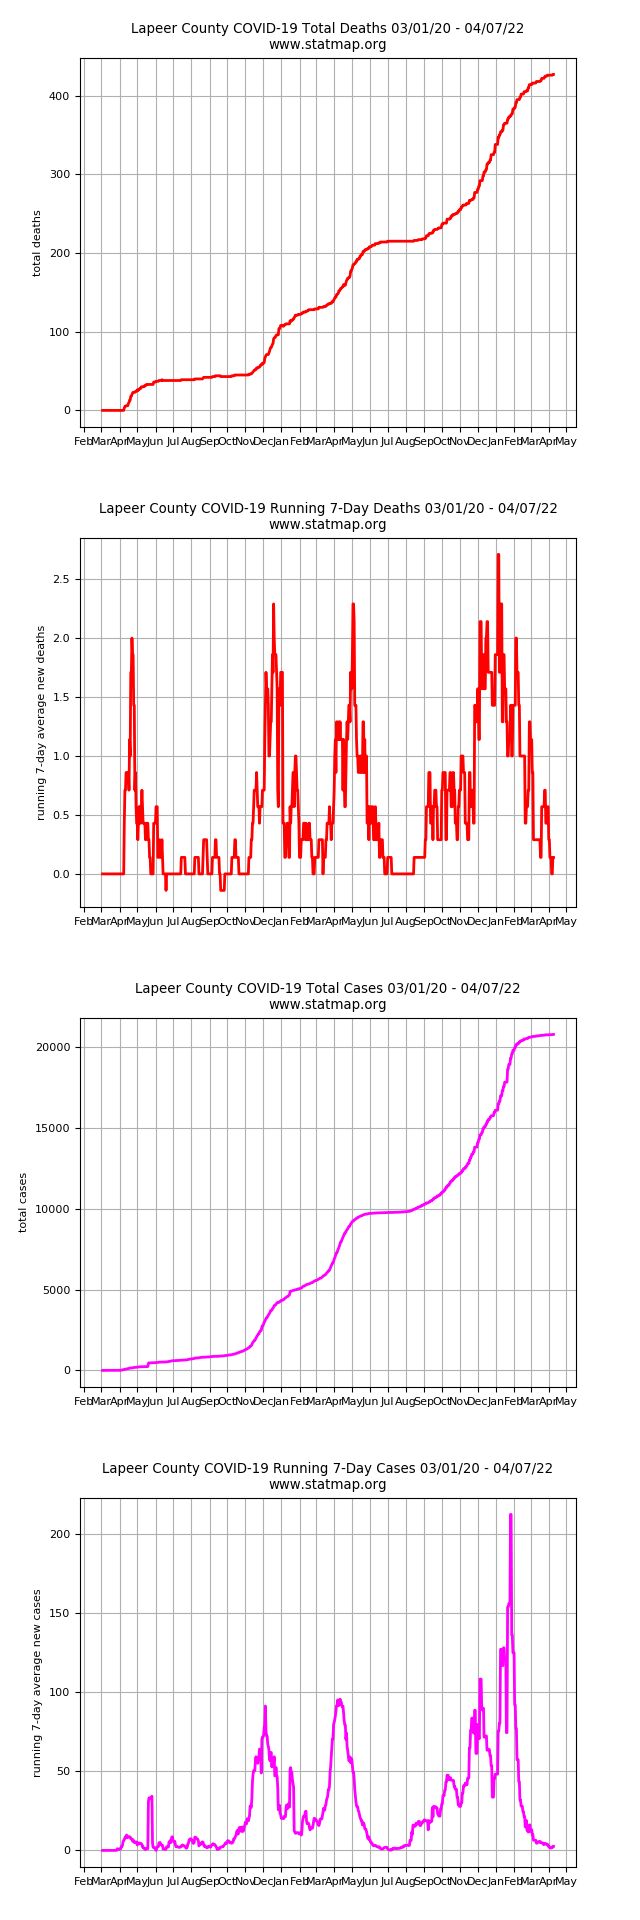 Lapeer County COVID-19 Total Deaths 03/01/20 - 04/07/22
www.statmap.org
400
300
200
100
0
total deaths
Feb Mar Apr May Jun Jul Aug Sep Oct Nov Dec Jan Feb Mar Apr May Jun Jul Aug Sep Oct Nov Dec Jan Feb Mar Apr May
Lapeer County COVID-19 Running 7-Day Deaths 03/01/20 - 04/07/22
www.statmap.org
2.5
2.0
1.5
1.0
0.5
0.0
running 7-day average new deaths
Feb Mar Apr May Jun Jul Aug Sep Oct Nov Dec Jan Feb Mar Apr May Jun Jul Aug Sep Oct Nov Dec Jan Feb Mar Apr May
Lapeer County COVID-19 Total Cases 03/01/20 - 04/07/22
www.statmap.org
20000
15000
10000
5000
0
total cases
Feb Mar Apr May Jun Jul Aug Sep Oct Nov Dec Jan Feb Mar Apr May Jun Jul Aug Sep Oct Nov Dec Jan Feb Mar Apr May
Lapeer County COVID-19 Running 7-Day Cases 03/01/20 - 04/07/22
www.statmap.org
200
150
100
50
0
running 7-day average new cases
Feb Mar Apr May Jun Jul Aug Sep Oct Nov Dec Jan Feb Mar Apr May Jun Jul Aug Sep Oct Nov Dec Jan Feb Mar Apr May